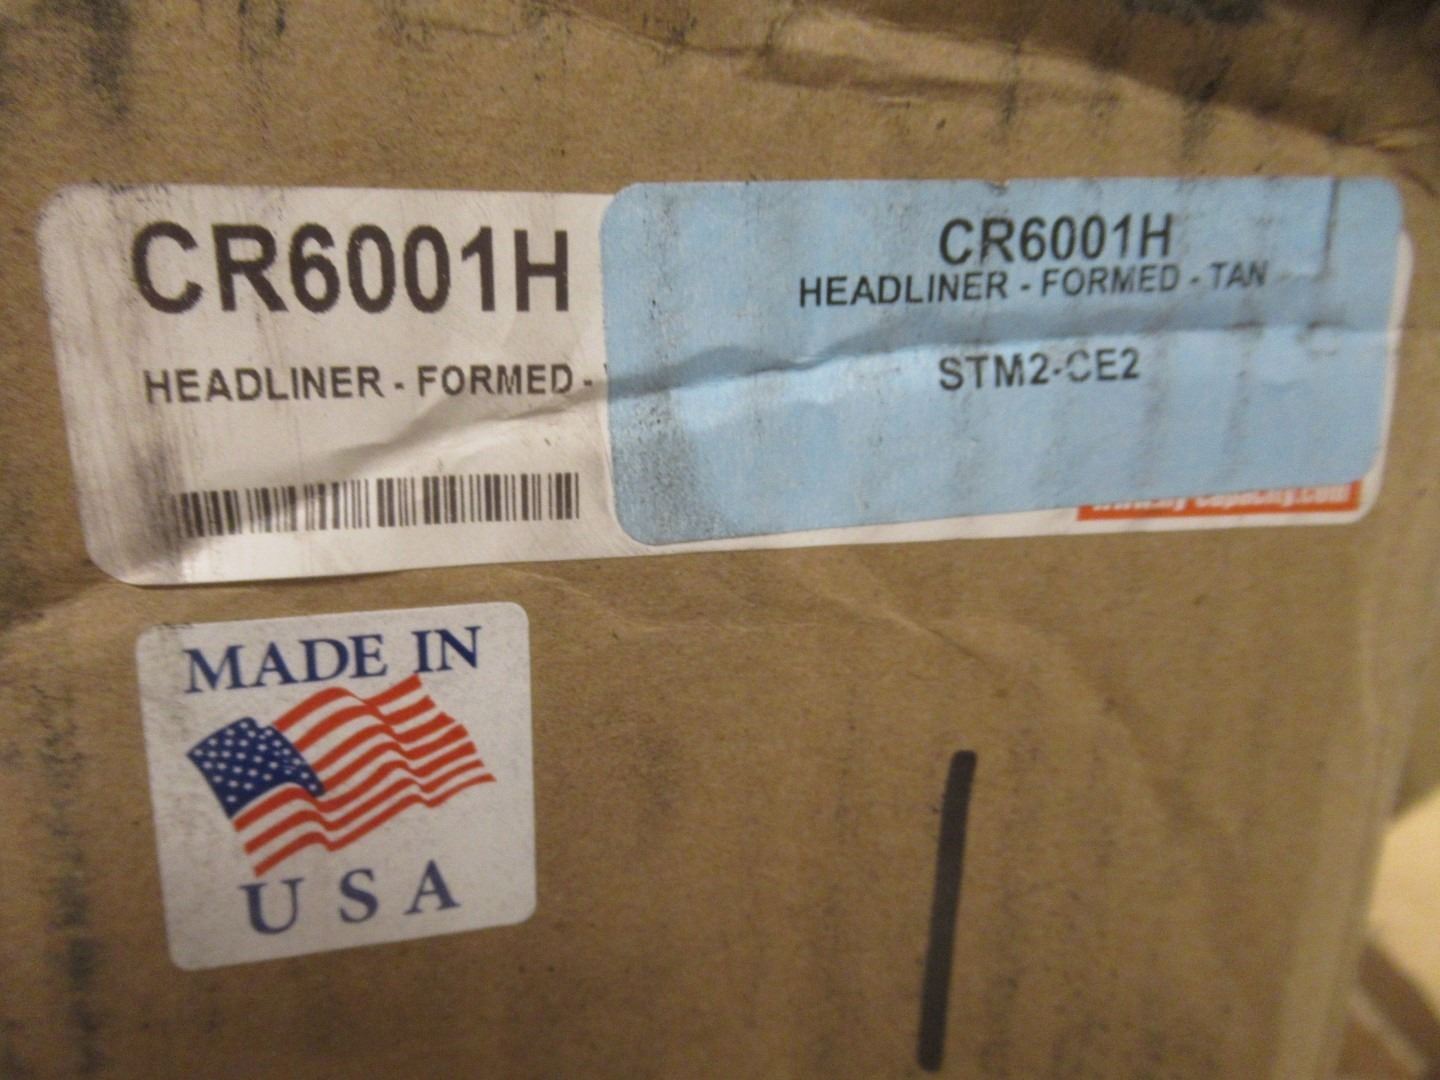 CR6001H
HEADLINER - FORMED -
CR6001H
HEADLINER - FORMED - TAN
STM2-CE2
MADE IN
USA